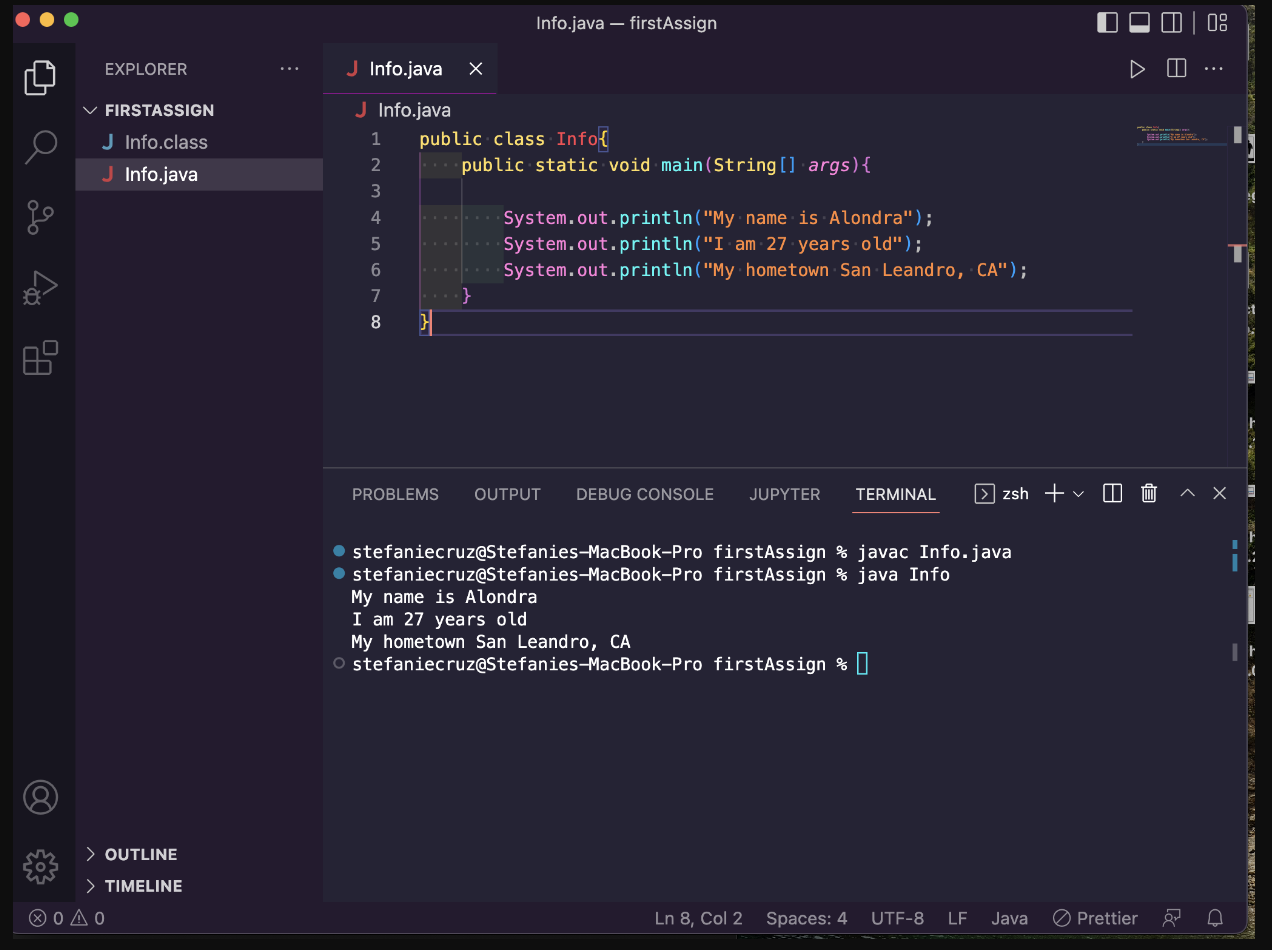 Info.java — firstAssign
EXPLORER
FIRSTASSIGN
J Info.class
J Info.java
J Info.java
J Info.java
1 public class Info{
2 public static void main(String[] args){
3
4 System.out.println("My name is Alondra");
5 System.out.println("I am 27 years old");
6 System.out.println("My hometown San Leandro, CA");
7 }
8 }
PROBLEMS OUTPUT DEBUG CONSOLE JUPYTER TERMINAL zsh
stefaniecruz@Stefanies-MacBook-Pro firstAssign % javac Info.java
stefaniecruz@Stefanies-MacBook-Pro firstAssign % java Info
My name is Alondra
I am 27 years old
My hometown San Leandro, CA
stefaniecruz@Stefanies-MacBook-Pro firstAssign %
OUTLINE
TIMELINE
0 0 Ln 8, Col 2 Spaces: 4 UTF-8 LF Java Prettier